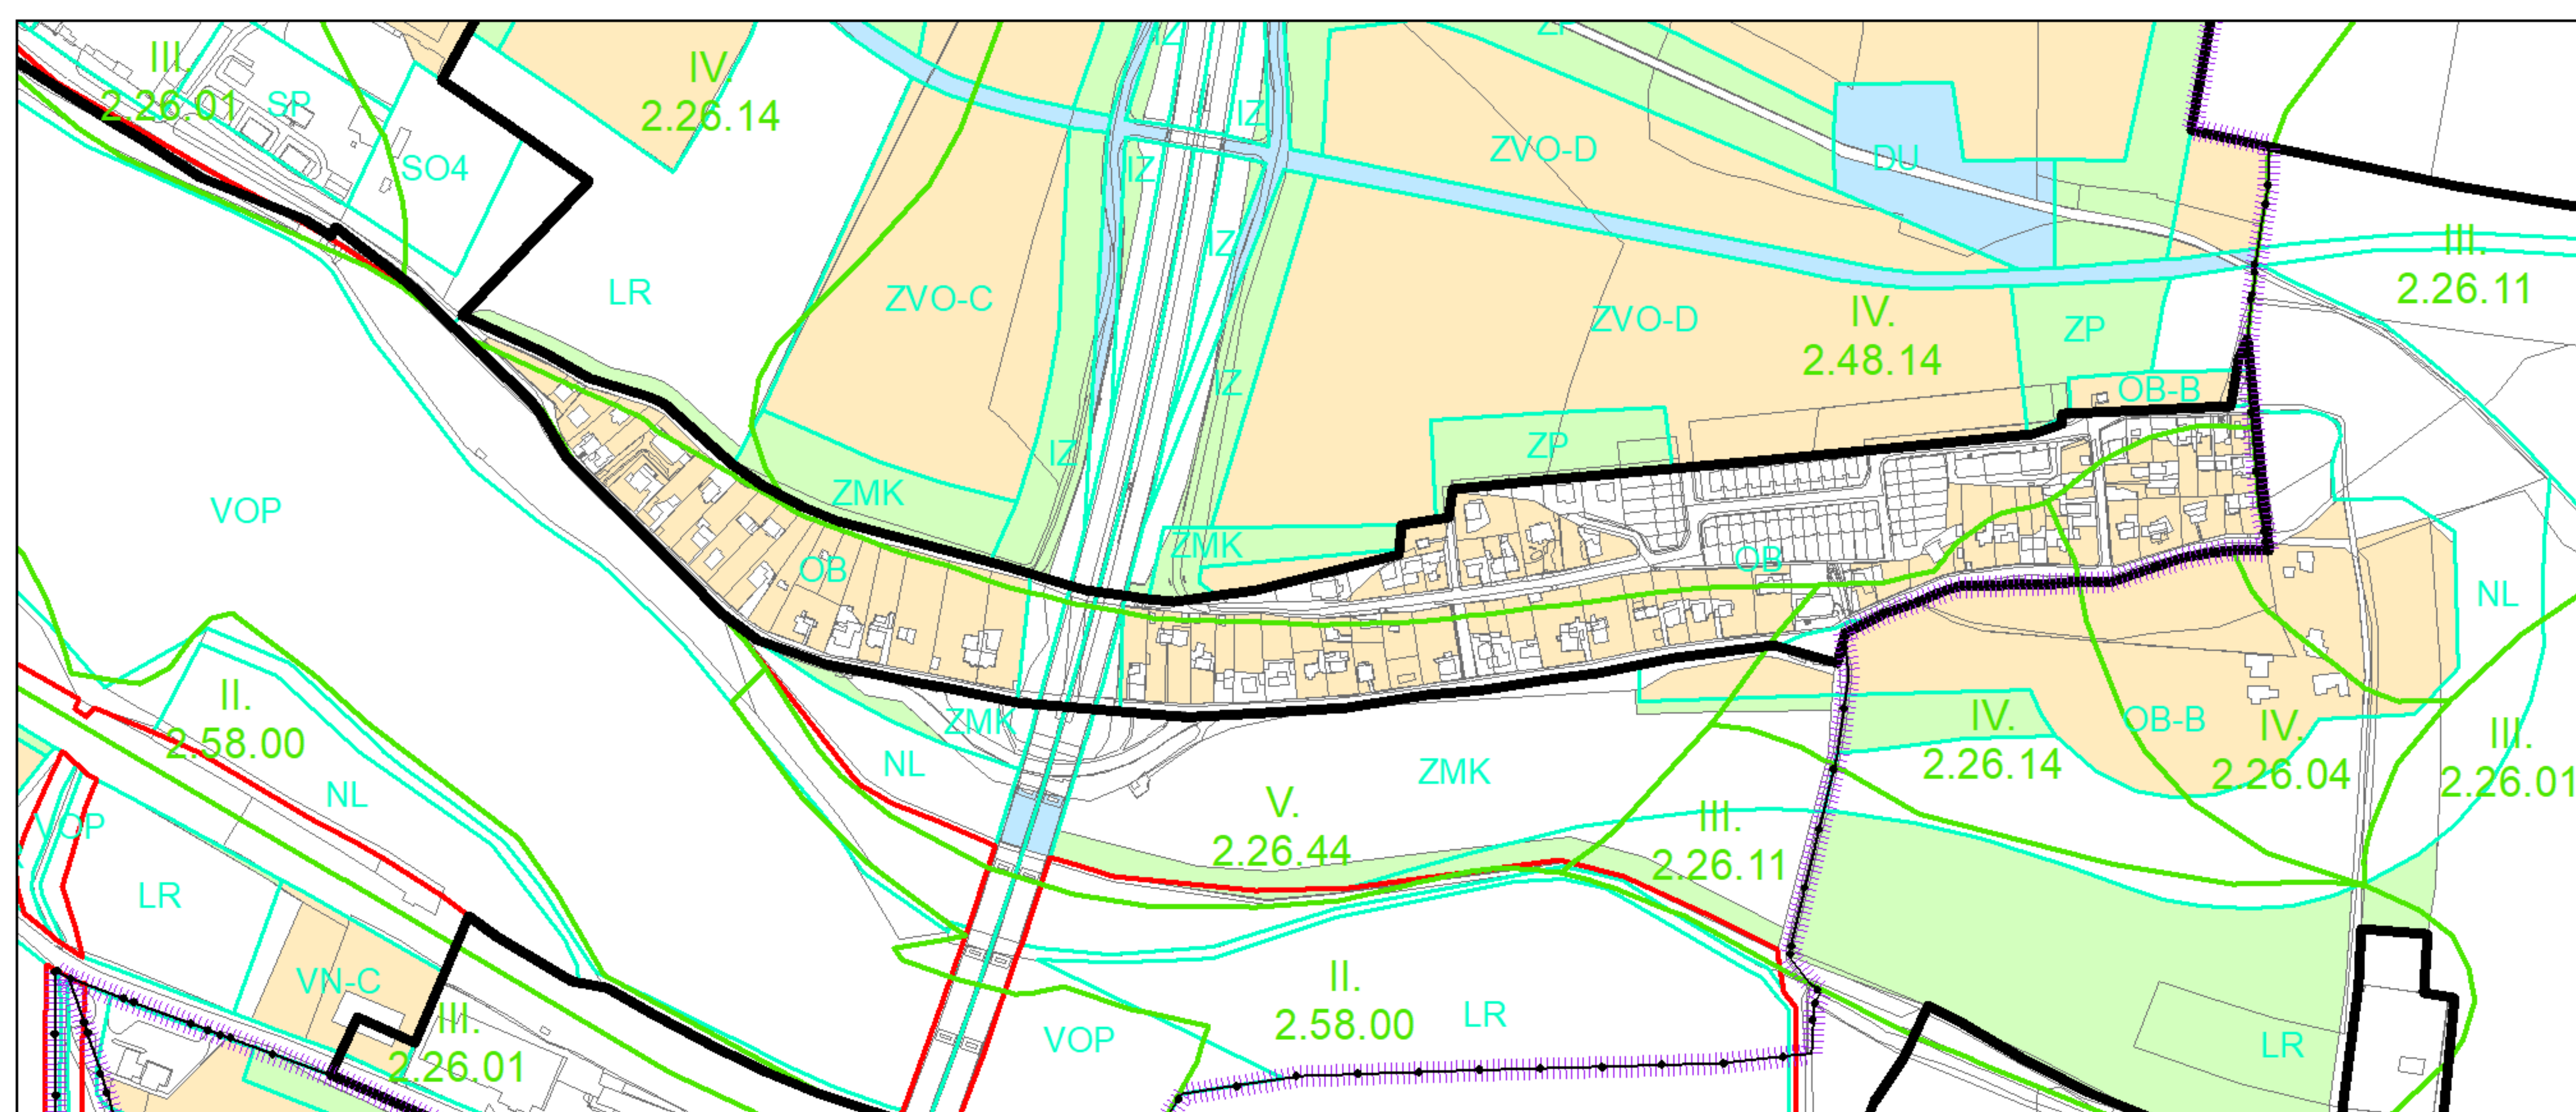 IZ
ZP
III.
2.26.01
SP
IV.
2.26.14
IZ
ZVO-D
DU
SO4
IZ
IZ
III.
2.26.11
LR
ZVO-C
ZVO-D
IV.
2.48.14
ZP
Z
OB-B
IZ
ZP
ZMK
VOP
ZMK
OB
OB
NL
II.
2.58.00
ZMK
IV.
2.26.14
OB-B
IV.
2.26.04
III.
2.26.01
NL
ZMK
NL
VOP
V.
2.26.44
III.
2.26.11
LR
VN-C
III.
2.26.01
VOP
II.
2.58.00
LR
LR